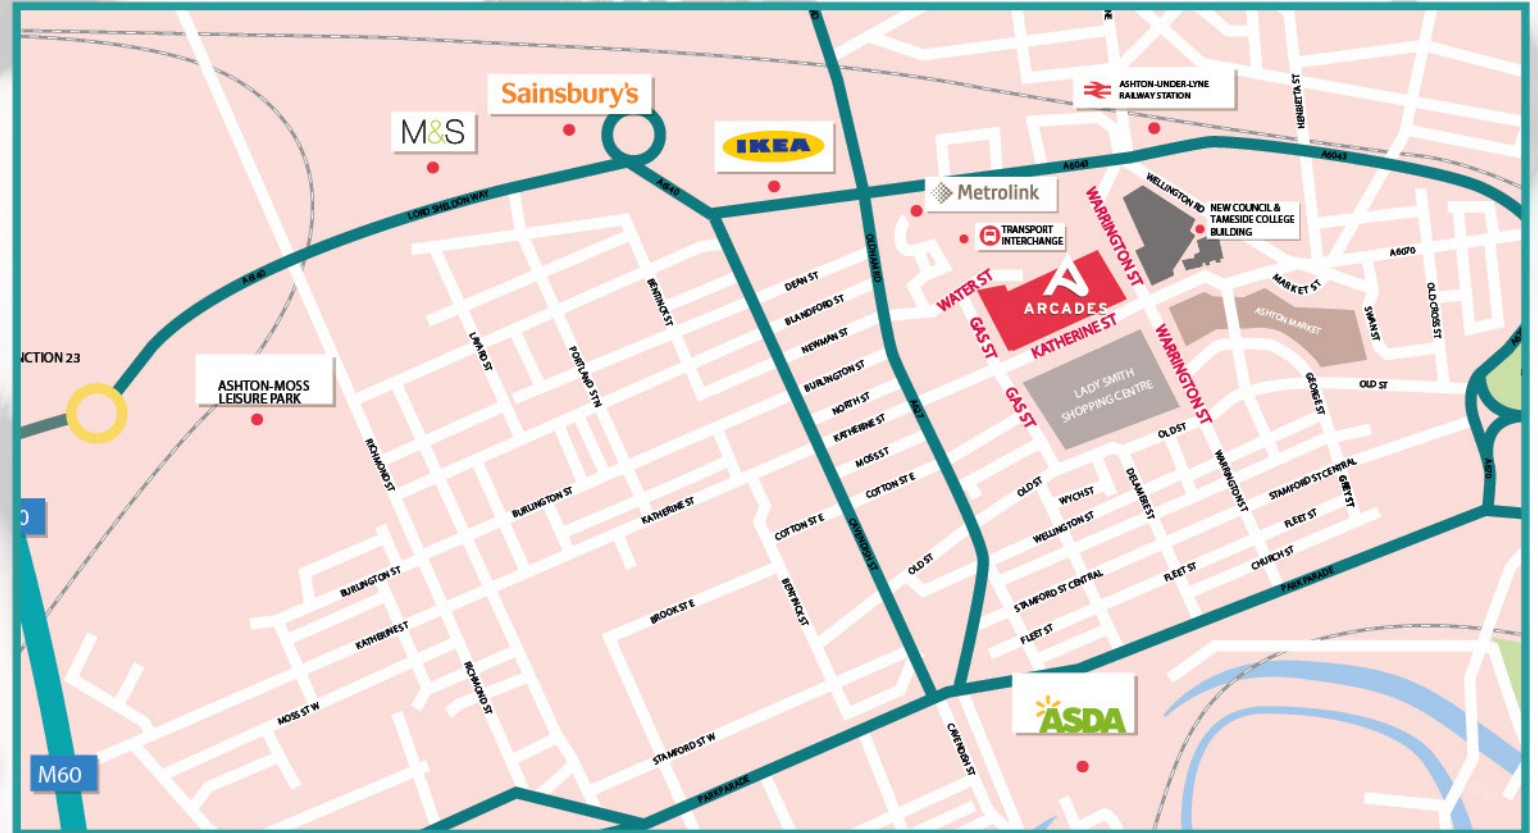 Sainsbury's
M&S
IKEA
ASHTON-UNDER-LYNE
RAILWAY STATION
HENRIETTA ST
A6043
A6043
LORD SHELDON WAY
A6140
A6140
Metrolink
TRANSPORT
INTERCHANGE
WELLINGTON RD
NEW COUNCIL &
TAMESIDE COLLEGE
BUILDING
WARRINGTON ST
OLDHAM RD
A6070
WATER ST
ARCADES
GAS ST
KATHERINE ST
MARKET ST
ASHTON MARKET
SWAN ST
OLD CROSS ST
DEAN ST
BLANDFORD ST
NEWMAN ST
BURLINGTON ST
NORTH ST
KATHERINE ST
MOSS ST
COTTON ST E
BENTINCK ST
LAYARD ST
PORTLAND ST N
NCTION 23
ASHTON-MOSS
LEISURE PARK
RICHMOND ST
A627
LADY SMITH
SHOPPING CENTRE
GAS ST
WARRINGTON ST
GEORGE ST
OLD ST
OLD ST
OLD ST
WYCH ST
DELAMERE ST
WARRINGTON ST
STAMFORD ST CENTRAL
GREY ST
A670
FLEET ST
WELLINGTON ST
CHURCH ST
FLEET ST
STAMFORD ST CENTRAL
FLEET ST
PARK PARADE
BURLINGTON ST
KATHERINE ST
COTTON ST E
CAVENDISH ST
OLD ST
BURLINGTON ST
BROOK ST E
BENTINCK ST
KATHERINE ST
RICHMOND ST
MOSS ST W
STAMFORD ST W
PARK PARADE
CAVENDISH ST
ASDA
0
M60